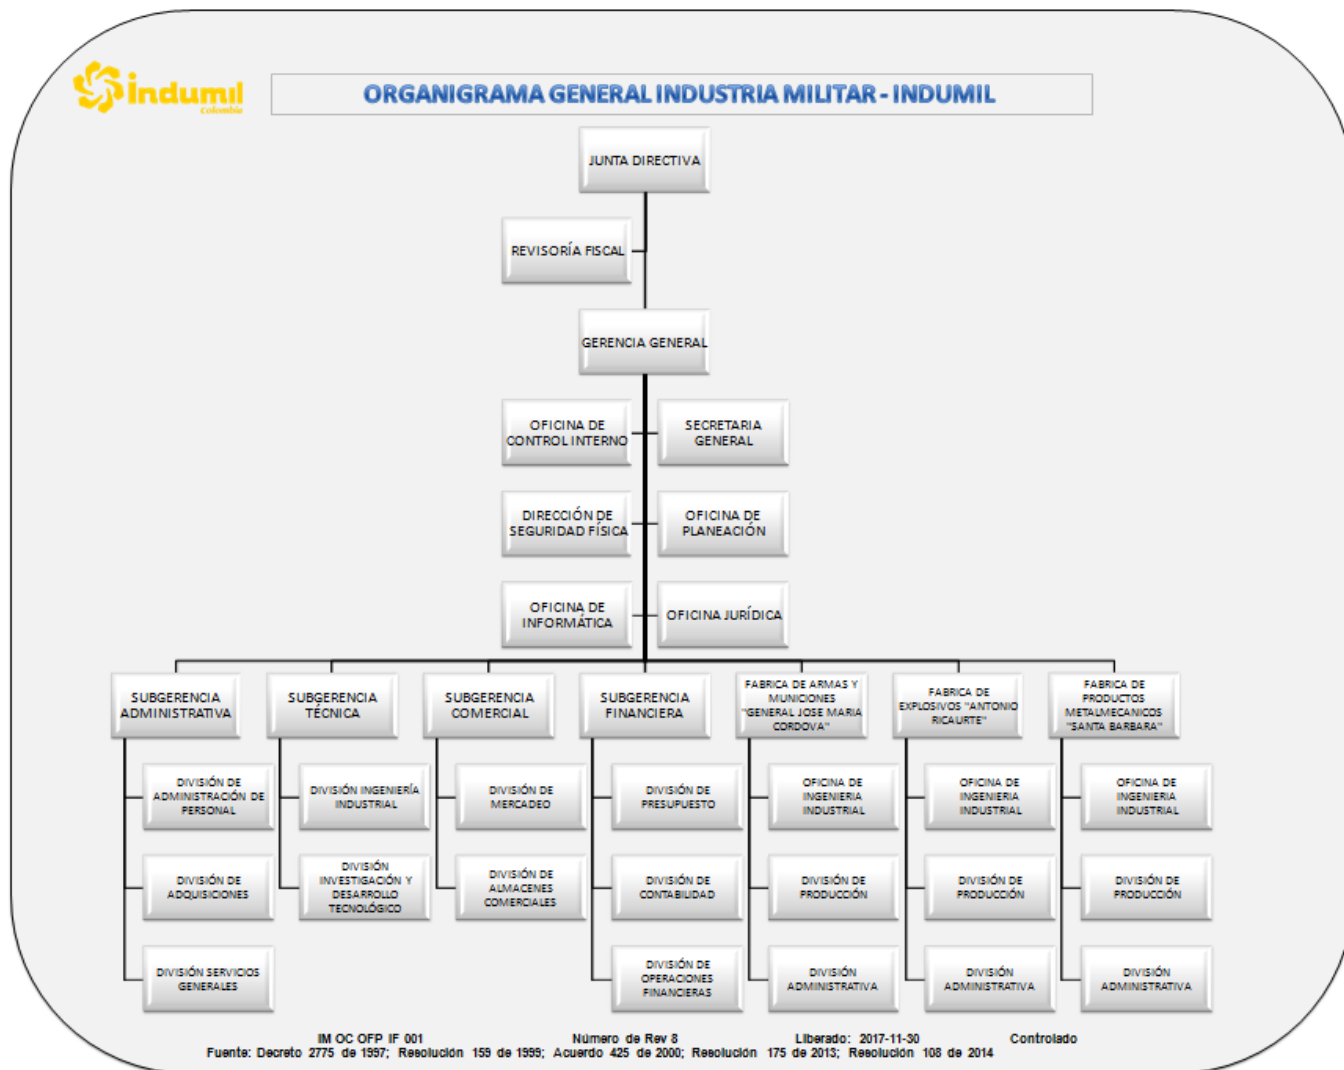 indumil
Colombia
ORGANIGRAMA GENERAL INDUSTRIA MILITAR - INDUMIL
JUNTA DIRECTIVA
REVISORÍA FISCAL
GERENCIA GENERAL
OFICINA DE
CONTROL INTERNO
SECRETARIA
GENERAL
DIRECCIÓN DE
SEGURIDAD FÍSICA
OFICINA DE
PLANEACIÓN
OFICINA DE
INFORMÁTICA
OFICINA JURÍDICA
SUBGERENCIA
ADMINISTRATIVA
SUBGERENCIA
TÉCNICA
SUBGERENCIA
COMERCIAL
SUBGERENCIA
FINANCIERA
FABRICA DE ARMAS Y
MUNICIONES
"GENERAL JOSE MARIA
CORDOVA"
FABRICA DE
EXPLOSIVOS "ANTONIO
RICAURTE"
FABRICA DE
PRODUCTOS
METALMECANICOS
"SANTA BARBARA"
DIVISIÓN DE
ADMINISTRACIÓN DE
PERSONAL
DIVISIÓN INGENIERÍA
INDUSTRIAL
DIVISIÓN DE
MERCADEO
DIVISIÓN DE
PRESUPUESTO
OFICINA DE
INGENIERIA
INDUSTRIAL
OFICINA DE
INGENIERIA
INDUSTRIAL
OFICINA DE
INGENIERIA
INDUSTRIAL
DIVISIÓN DE
ADQUISICIONES
DIVISIÓN
INVESTIGACIÓN Y
DESARROLLO
TECNOLÓGICO
DIVISIÓN DE
ALMACENES
COMERCIALES
DIVISIÓN DE
CONTABILIDAD
DIVISIÓN DE
PRODUCCIÓN
DIVISIÓN DE
PRODUCCIÓN
DIVISIÓN DE
PRODUCCIÓN
DIVISIÓN SERVICIOS
GENERALES
DIVISIÓN DE
OPERACIONES
FINANCIERAS
DIVISIÓN
ADMINISTRATIVA
DIVISIÓN
ADMINISTRATIVA
DIVISIÓN
ADMINISTRATIVA
IM OC OFP IF 001 Número de Rev 8 Liberado: 2017-11-30 Controlado
Fuente: Decreto 2775 de 1997; Resolución 159 de 1999; Acuerdo 425 de 2000; Resolución 175 de 2013; Resolución 108 de 2014